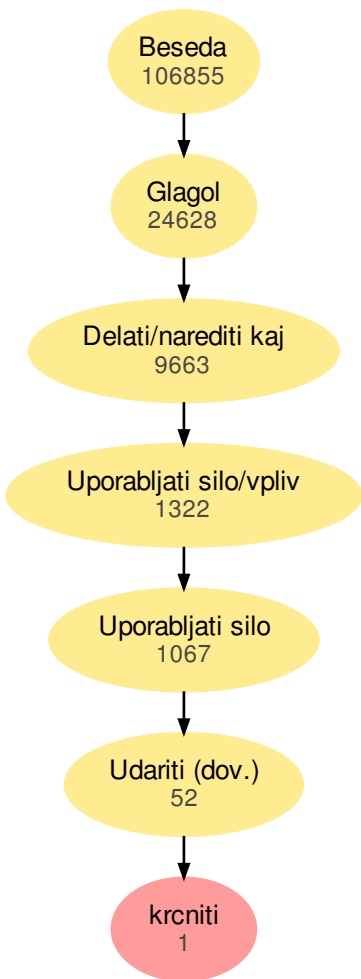 Beseda
106855
Glagol
24628
Delati/narediti kaj
9663
Uporabljati silo/vpliv
1322
Uporabljati silo
1067
Udariti (dov.)
52
krcniti
1